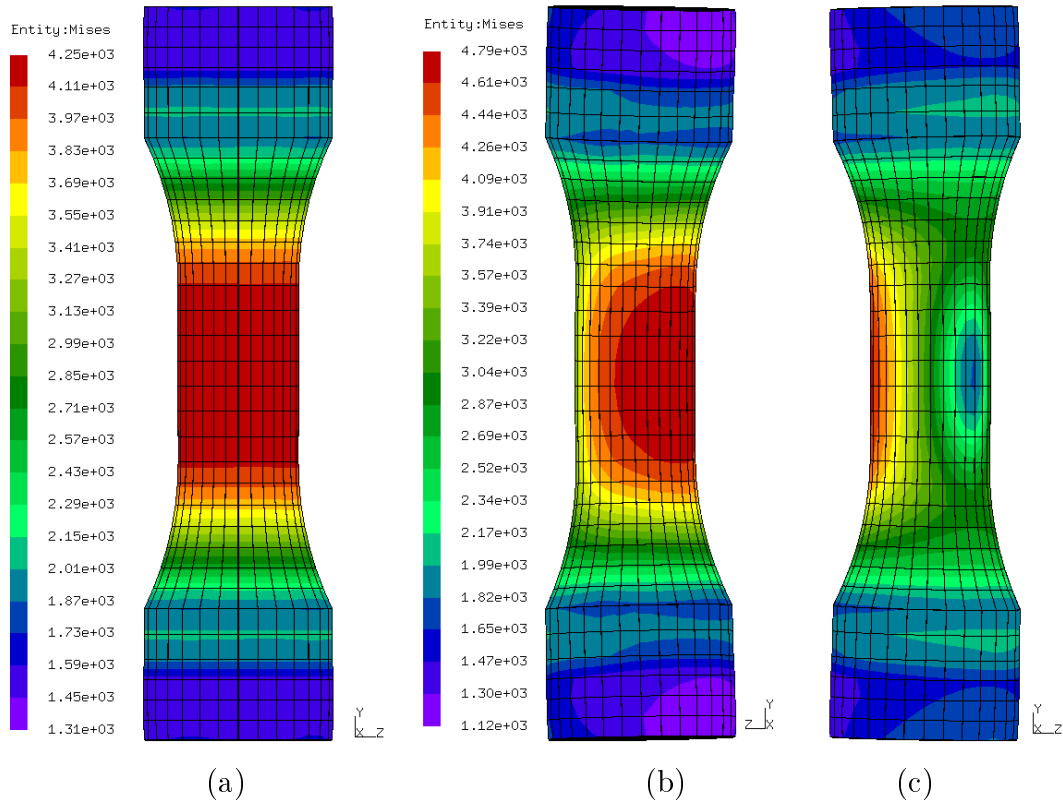 Entity:Mises
4.25e+03
4.11e+03
3.97e+03
3.83e+03
3.69e+03
3.55e+03
3.41e+03
3.27e+03
3.13e+03
2.99e+03
2.85e+03
2.71e+03
2.57e+03
2.43e+03
2.29e+03
2.15e+03
2.01e+03
1.87e+03
1.73e+03
1.59e+03
1.45e+03
1.31e+03
Y
X Z
(a)
Entity:Mises
4.79e+03
4.61e+03
4.44e+03
4.26e+03
4.09e+03
3.91e+03
3.74e+03
3.57e+03
3.39e+03
3.22e+03
3.04e+03
2.87e+03
2.69e+03
2.52e+03
2.34e+03
2.17e+03
1.99e+03
1.82e+03
1.65e+03
1.47e+03
1.30e+03
1.12e+03
Y
Z X
(b)
Y
X Z
(c)